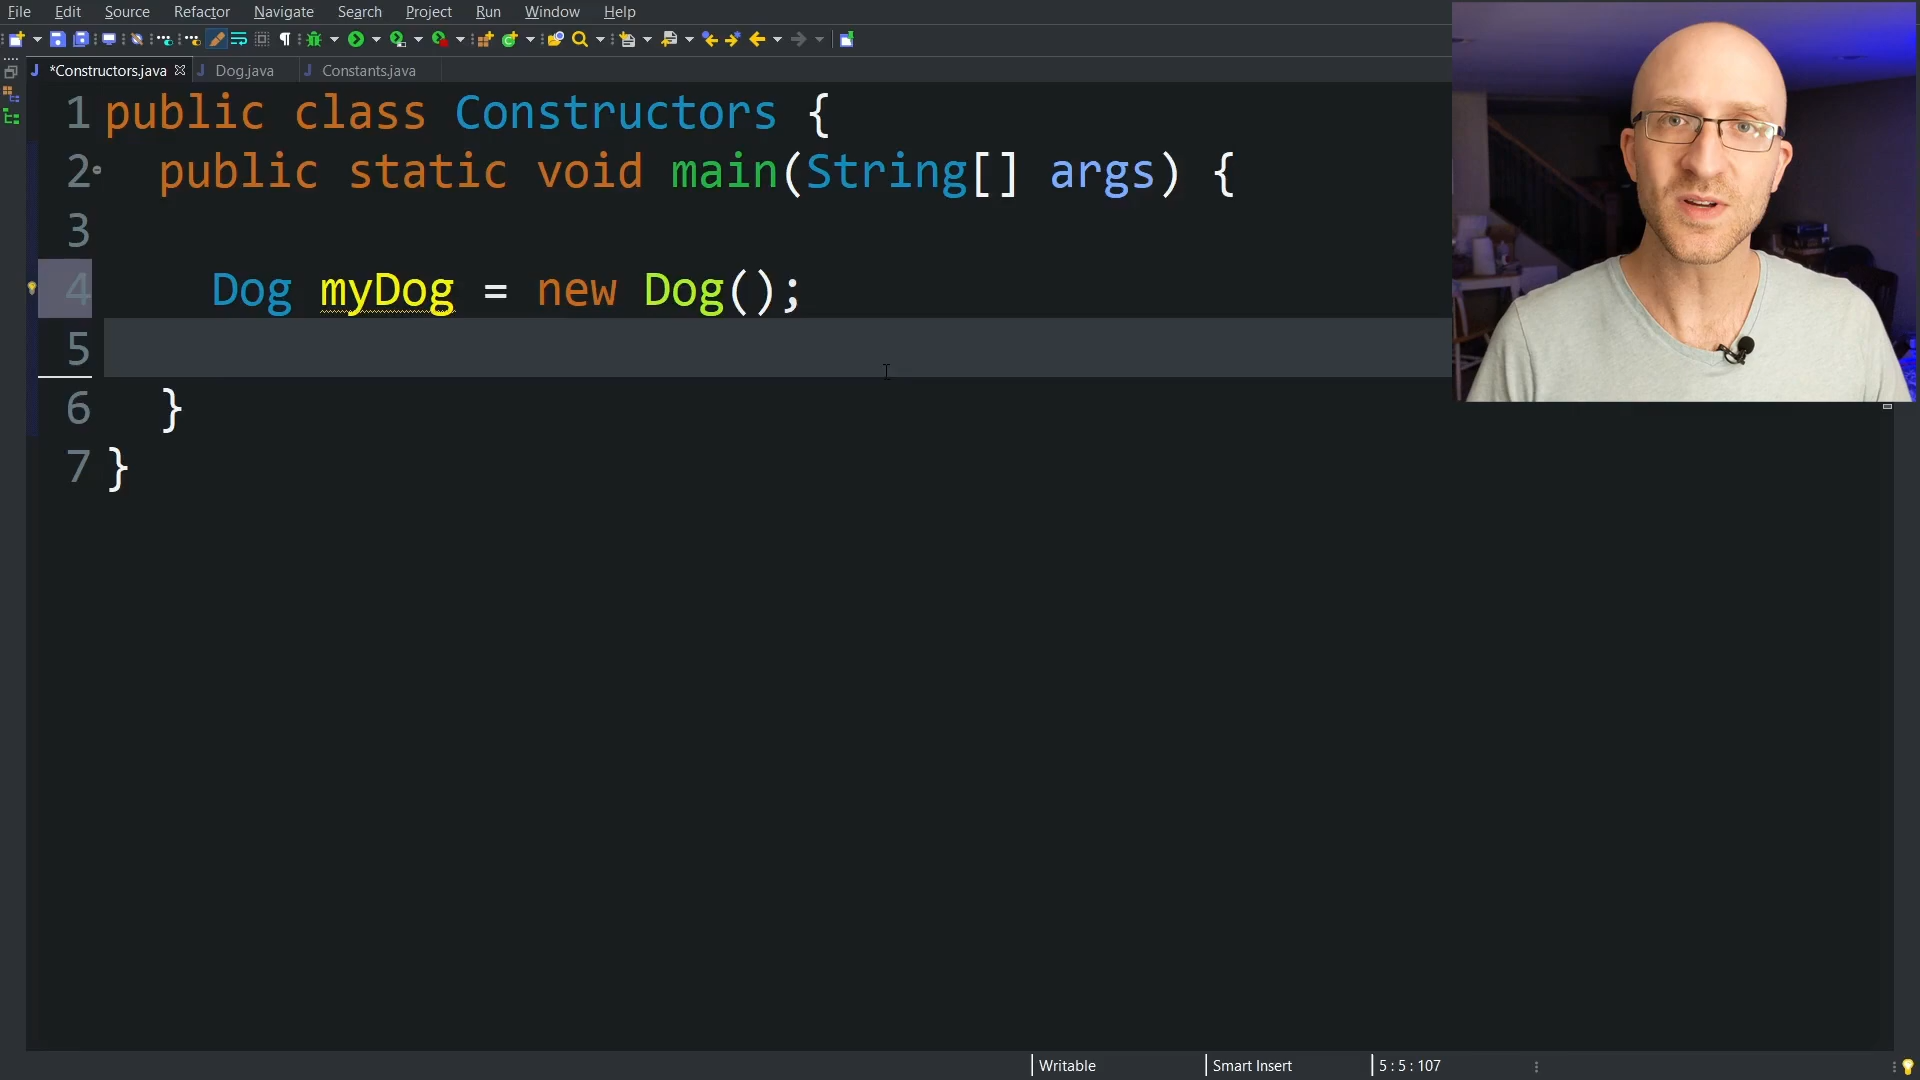 File Edit Source Refactor Navigate Search Project Run Window Help
*Constructors.java Dog.java Constants.java
1 public class Constructors {
2 public static void main(String[] args) {
3
4 Dog myDog = new Dog();
5
6 }
7 }
Writable Smart Insert 5 : 5 : 107